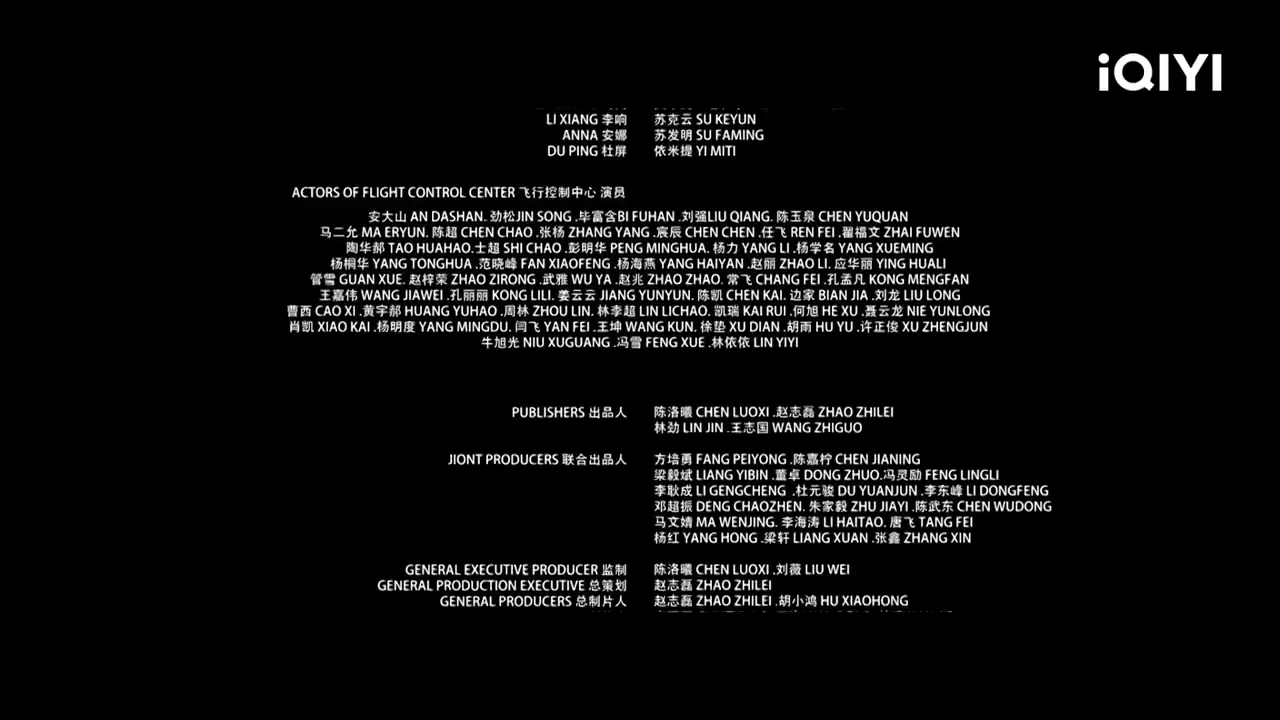 iQIYI
LI XIANG 李响 苏克云 SU KEYUN
ANNA 安娜 苏发明 SU FAMING
DU PING 杜屏 依米提 YI MITI
ACTORS OF FLIGHT CONTROL CENTER 飞行控制中心 演员
安大山 AN DASHAN. 劲松JIN SONG .毕富含BI FUHAN .刘强LIU QIANG. 陈玉泉 CHEN YUQUAN
马二允 MA ERYUN. 陈超 CHEN CHAO .张杨 ZHANG YANG .宸辰 CHEN CHEN .任飞 REN FEI .翟福文 ZHAI FUWEN
陶华郝 TAO HUAHAO.士超 SHI CHAO .彭明华 PENG MINGHUA. 杨力 YANG LI .杨学名 YANG XUEMING
杨桐华 YANG TONGHUA .范晓峰 FAN XIAOFENG .杨海燕 YANG HAIYAN .赵丽 ZHAO LI. 应华丽 YING HUALI
管雪 GUAN XUE. 赵梓荣 ZHAO ZIRONG .武雅 WU YA .赵兆 ZHAO ZHAO. 常飞 CHANG FEI .孔孟凡 KONG MENGFAN
王嘉伟 WANG JIAWEI .孔丽丽 KONG LILI. 姜云云 JIANG YUNYUN. 陈凯 CHEN KAI. 边家 BIAN JIA .刘龙 LIU LONG
曹西 CAO XI .黄宇郝 HUANG YUHAO .周林 ZHOU LIN. 林李超 LIN LICHAO. 凯瑞 KAI RUI .何旭 HE XU .聂云龙 NIE YUNLONG
肖凯 XIAO KAI .杨明度 YANG MINGDU. 闫飞 YAN FEI .王坤 WANG KUN. 徐垫 XU DIAN .胡雨 HU YU .许正俊 XU ZHENGJUN
牛旭光 NIU XUGUANG .冯雪 FENG XUE .林依依 LIN YIYI
PUBLISHERS 出品人 陈洛曦 CHEN LUOXI .赵志磊 ZHAO ZHILEI
林劲 LIN JIN .王志国 WANG ZHIGUO
JIONT PRODUCERS 联合出品人 方培勇 FANG PEIYONG .陈嘉柠 CHEN JIANING
梁毅斌 LIANG YIBIN .董卓 DONG ZHUO.冯灵励 FENG LINGLI
李耿成 LI GENGCHENG .杜元骏 DU YUANJUN .李东峰 LI DONGFENG
邓超振 DENG CHAOZHEN. 朱家毅 ZHU JIAYI .陈武东 CHEN WUDONG
马文婧 MA WENJING. 李海涛 LI HAITAO. 唐飞 TANG FEI
杨红 YANG HONG .梁轩 LIANG XUAN .张鑫 ZHANG XIN
GENERAL EXECUTIVE PRODUCER 监制 陈洛曦 CHEN LUOXI .刘薇 LIU WEI
GENERAL PRODUCTION EXECUTIVE 总策划 赵志磊 ZHAO ZHILEI
GENERAL PRODUCERS 总制片人 赵志磊 ZHAO ZHILEI .胡小鸿 HU XIAOHONG